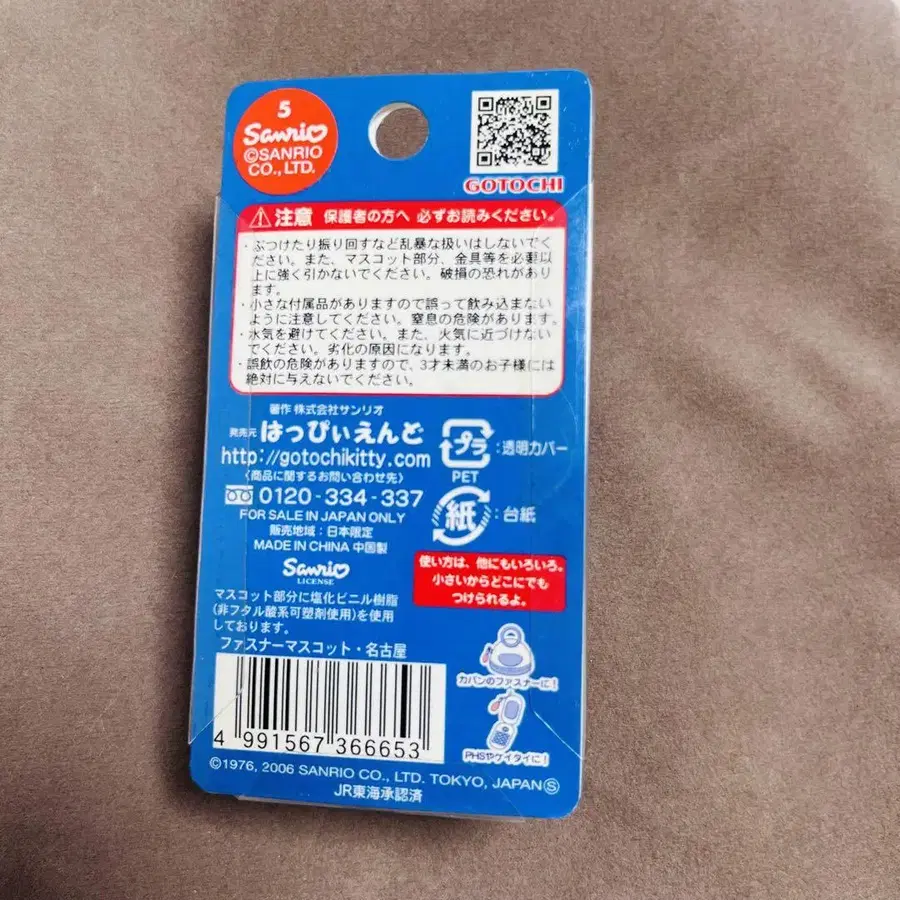 5
Sanrio
©SANRIO
CO., LTD.
GOTOCHI
注意 保護者の方へ 必ずお読みください。
・ぶつけたり振り回すなど乱暴な扱いはしないでく
ださい。また、マスコット部分、金具等を必要以
上に強く引かないでください。破損の恐れがあり
ます。
・小さな付属品がありますので誤って飲み込まない
ように注意してください。窒息の危険があります。
・水気を避けてください。また、火気に近づけない
でください。劣化の原因になります。
・誤飲の危険がありますので、3才未満のお子様には
絶対に与えないでください。
著作 株式会社サンリオ
発売元 はっぴぃえんど
http://gotochikitty.com
〈商品に関するお問い合わせ先〉
0120-334-337
FOR SALE IN JAPAN ONLY
販売地域：日本限定
MADE IN CHINA 中国製
Sanrio
LICENSE
プラ：透明カバー
PET
紙：台紙
使い方は、他にもいろいろ。
小さいからどこにでも
つけられるよ。
マスコット部分に塩化ビニル樹脂
(非フタル酸系可塑剤使用)を使用
しております。
ファスナーマスコット・名古屋
カバンのファスナーに！
PHSやケイタイに！
4 991567 366653
©1976, 2006 SANRIO CO., LTD. TOKYO, JAPAN Ⓢ
JR東海承認済